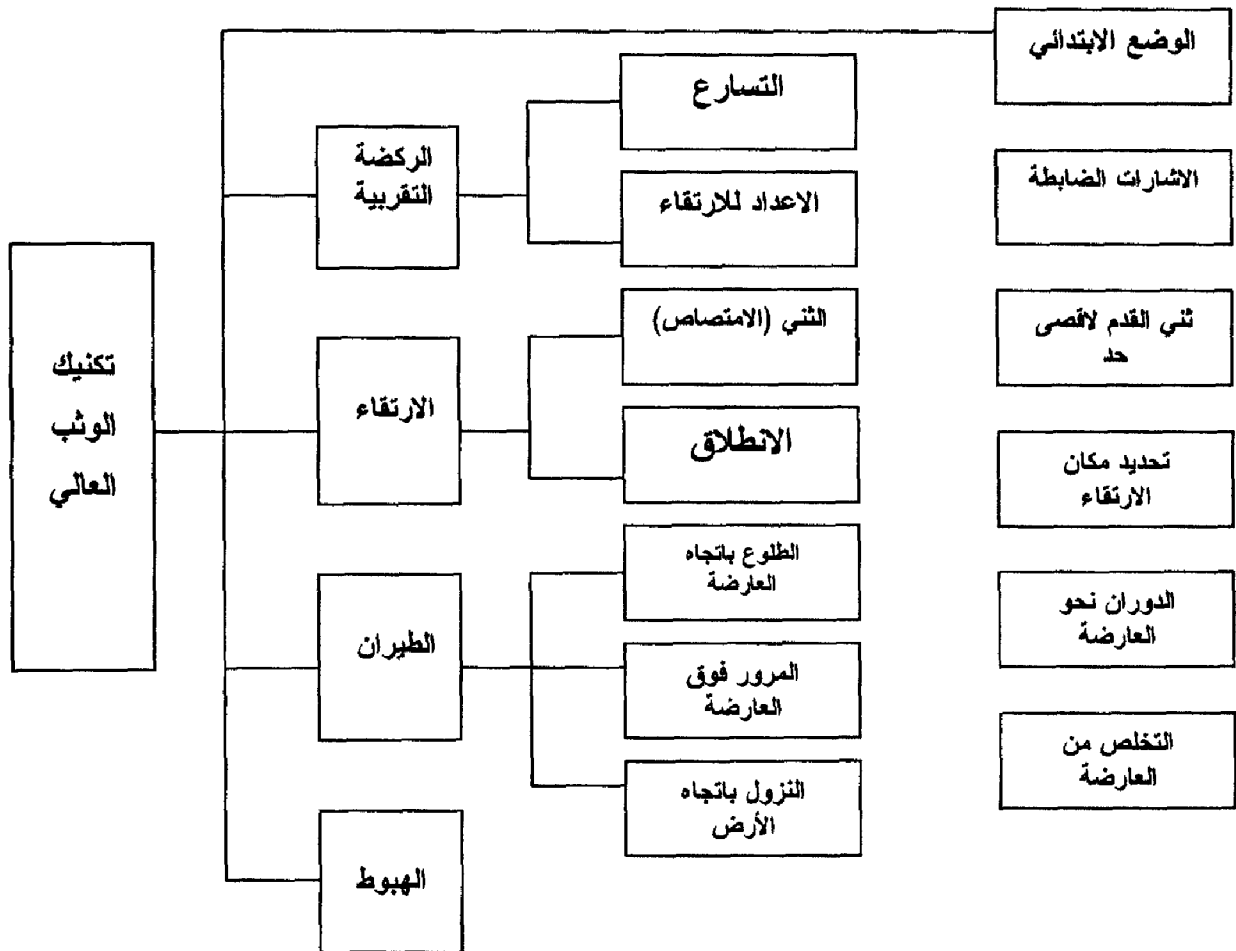 الوضع الابتدائي
التسارع
الركضة
التقربية
الاشارات الضابطة
الاعداد للارتقاء
تكنيك
الوثب
العالي
الثني (الامتصاص)
ثني القدم لاقصى
حد
الارتقاء
الانطلاق
تحديد مكان
الارتقاء
الطلوع باتجاه
العارضة
الدوران نحو
العارضة
الطيران
المرور فوق
العارضة
التخلص من
العارضة
النزول باتجاه
الأرض
الهبوط